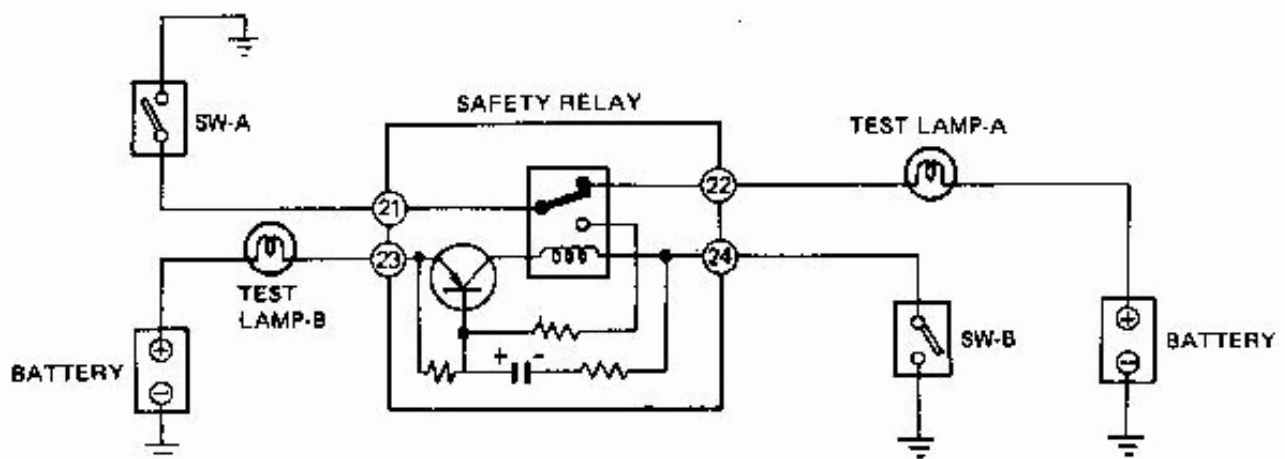 SAFETY RELAY
SW-A
TEST LAMP-A
21
22
23
24
TEST
LAMP-B
+ -
+
-
BATTERY
SW-B
+
-
BATTERY